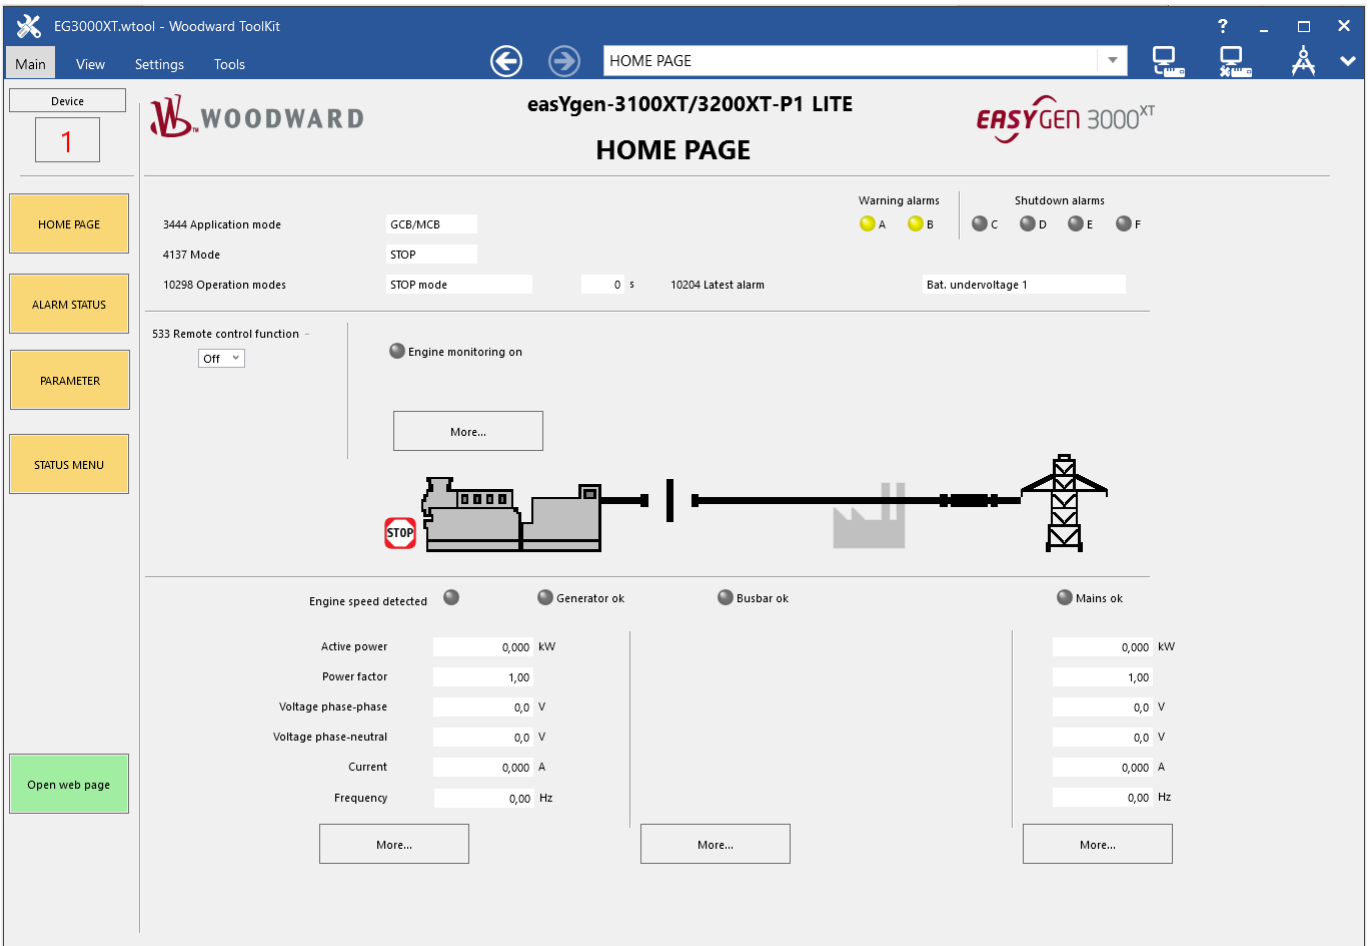 EG3000XT.wtool - Woodward ToolKit ?
Main View Settings Tools HOME PAGE
Device
1
WOODWARD
easYgen-3100XT/3200XT-P1 LITE
HOME PAGE
EASYGEN 3000XT
HOME PAGE
ALARM STATUS
PARAMETER
STATUS MENU
Open web page
Warning alarms Shutdown alarms
A B C D E F
3444 Application mode GCB/MCB
4137 Mode STOP
10298 Operation modes STOP mode 0 s 10204 Latest alarm Bat. undervoltage 1
533 Remote control function -
Off
Engine monitoring on
More...
STOP
Engine speed detected Generator ok Busbar ok Mains ok
Active power 0,000 kW 0,000 kW
Power factor 1,00 1,00
Voltage phase-phase 0,0 V 0,0 V
Voltage phase-neutral 0,0 V 0,0 V
Current 0,000 A 0,000 A
Frequency 0,00 Hz 0,00 Hz
More... More... More...